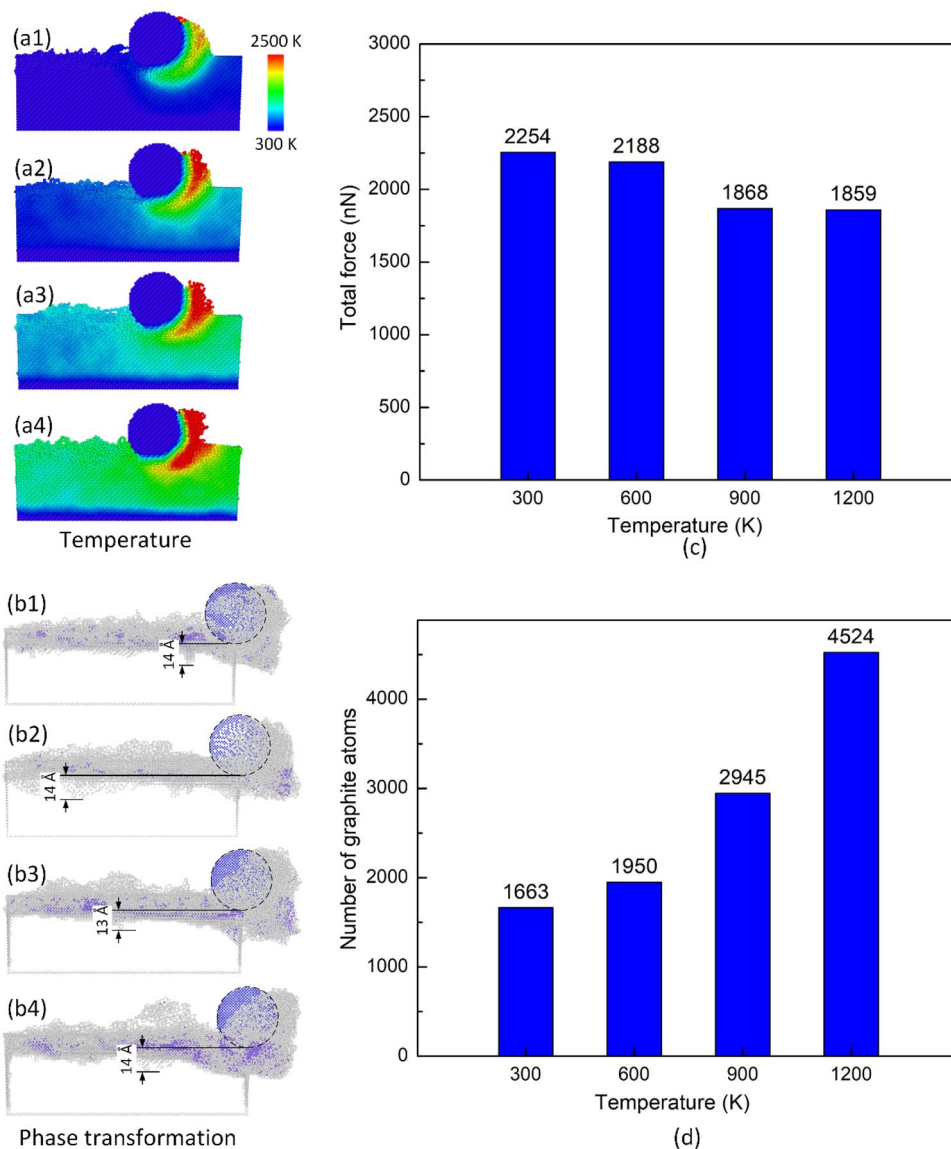 (a1)
2500 K
300 K
(a2)
(a3)
(a4)
Temperature
(b1)
14 Å
(b2)
14 Å
(b3)
13 Å
(b4)
14 Å
Phase transformation
3000
2500
2000
1500
1000
500
0
Total force (nN)
2254
2188
1868
1859
300 600 900 1200
Temperature (K)
(c)
4000
3000
2000
1000
0
Number of graphite atoms
1663
1950
2945
4524
300 600 900 1200
Temperature (K)
(d)